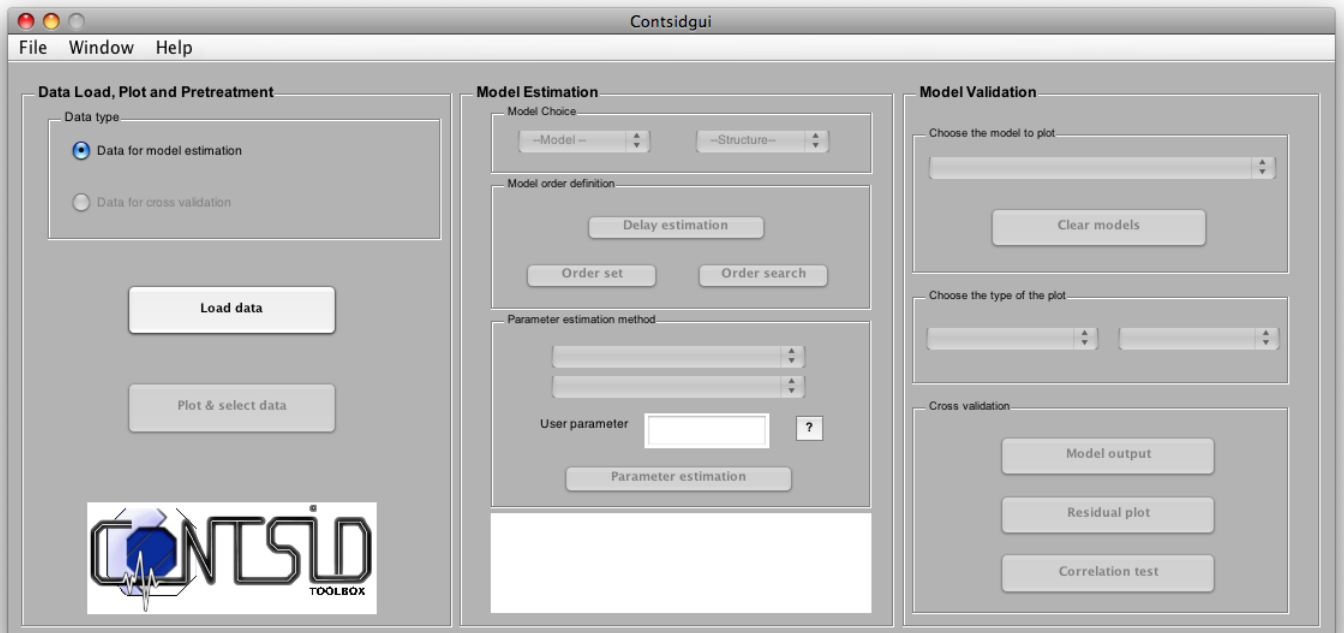 Contsidgui
File Window Help
Data Load, Plot and Pretreatment
Data type
Data for model estimation
Data for cross validation
Load data
Plot & select data
CONTSID
TOOLBOX
Model Estimation
Model Choice
--Model -- --Structure--
Model order definition
Delay estimation
Order set Order search
Parameter estimation method
User parameter ?
Parameter estimation
Model Validation
Choose the model to plot
Clear models
Choose the type of the plot
Cross validation
Model output
Residual plot
Correlation test